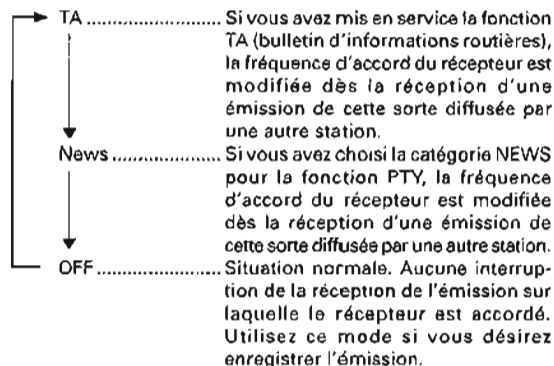 TA ..................... Si vous avez mis en service la fonction
TA (bulletin d'informations routières),
la fréquence d'accord du récepteur est
modifiée dès la réception d'une
émission de cette sorte diffusée par
une autre station.
News ................. Si vous avez choisi la catégorie NEWS
pour la fonction PTY, la fréquence
d'accord du récepteur est modifiée
dès la réception d'une émission de
cette sorte diffusée par une autre station.
OFF .................... Situation normale. Aucune interrup-
tion de la réception de l'émission sur
laquelle le récepteur est accordé.
Utilisez ce mode si vous désirez
enregistrer l'émission.